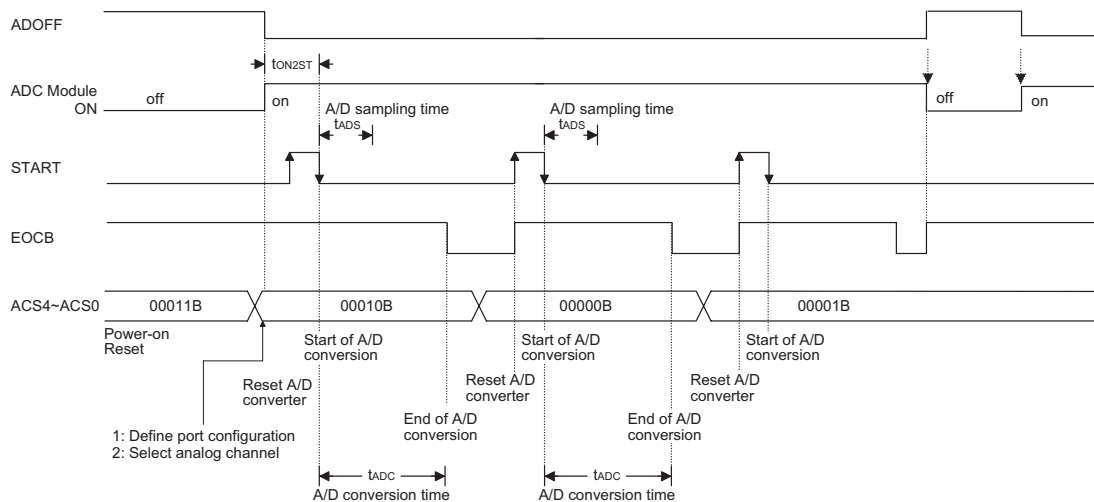 ADOFF
tON2ST
ADC Module
ON
off
on
off
on
A/D sampling time
tADS
A/D sampling time
tADS
START
EOCB
ACS4~ACS0
00011B
00010B
00000B
00001B
Power-on
Reset
Start of A/D
conversion
Start of A/D
conversion
Start of A/D
conversion
Reset A/D
converter
Reset A/D
converter
Reset A/D
converter
End of A/D
conversion
End of A/D
conversion
1: Define port configuration
2: Select analog channel
tADC
A/D conversion time
tADC
A/D conversion time